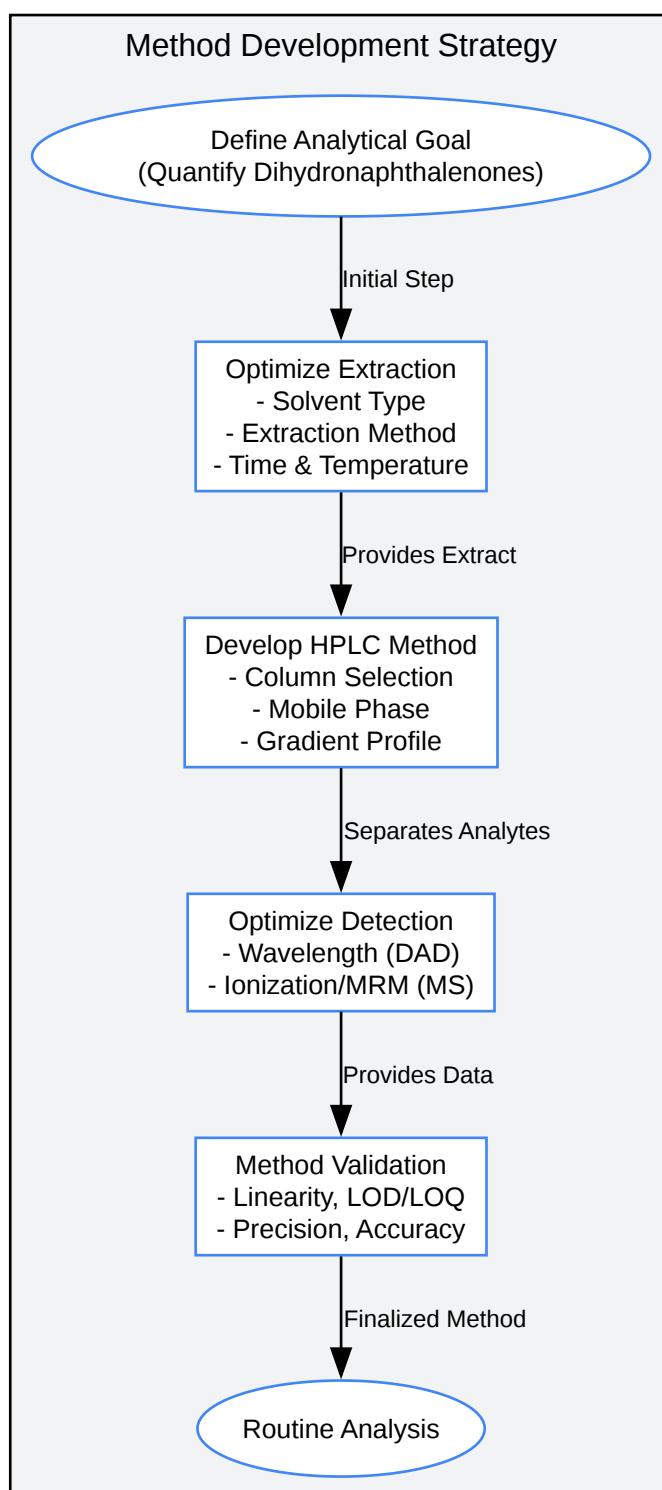 Method Development Strategy
Define Analytical Goal
(Quantify Dihydronaphthalenones)
Initial Step
Optimize Extraction
- Solvent Type
- Extraction Method
- Time & Temperature
Provides Extract
Develop HPLC Method
- Column Selection
- Mobile Phase
- Gradient Profile
Separates Analytes
Optimize Detection
- Wavelength (DAD)
- Ionization/MRM (MS)
Provides Data
Method Validation
- Linearity, LOD/LOQ
- Precision, Accuracy
Finalized Method
Routine Analysis